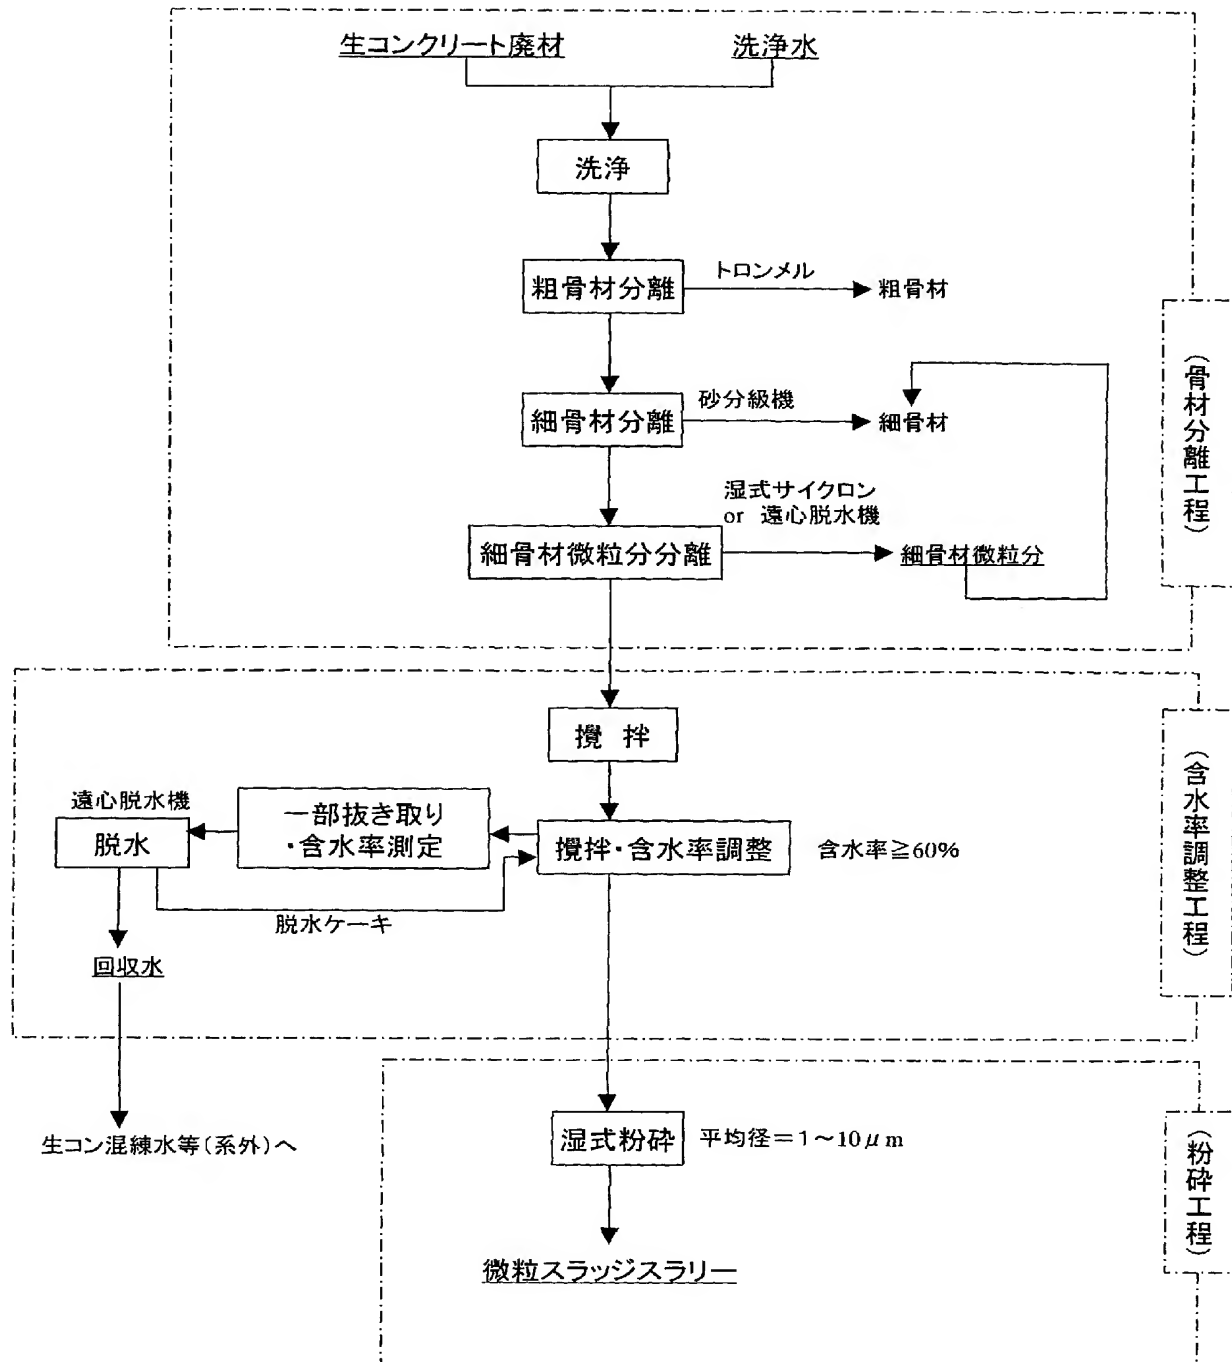 生コンクリート廃材
洗浄水
洗浄
粗骨材分離
トロンメル
粗骨材
細骨材分離
砂分級機
細骨材
細骨材微粒分分離
湿式サイクロン
or 遠心脱水機
細骨材微粒分
(骨材分離工程)
攪 拌
攪拌・含水率調整
含水率≧60%
一部抜き取り
・含水率測定
遠心脱水機
脱水
脱水ケーキ
回収水
生コン混練水等(系外)へ
(含水率調整工程)
湿式粉砕
平均径=1~10μm
微粒スラッジスラリー
(粉砕工程)